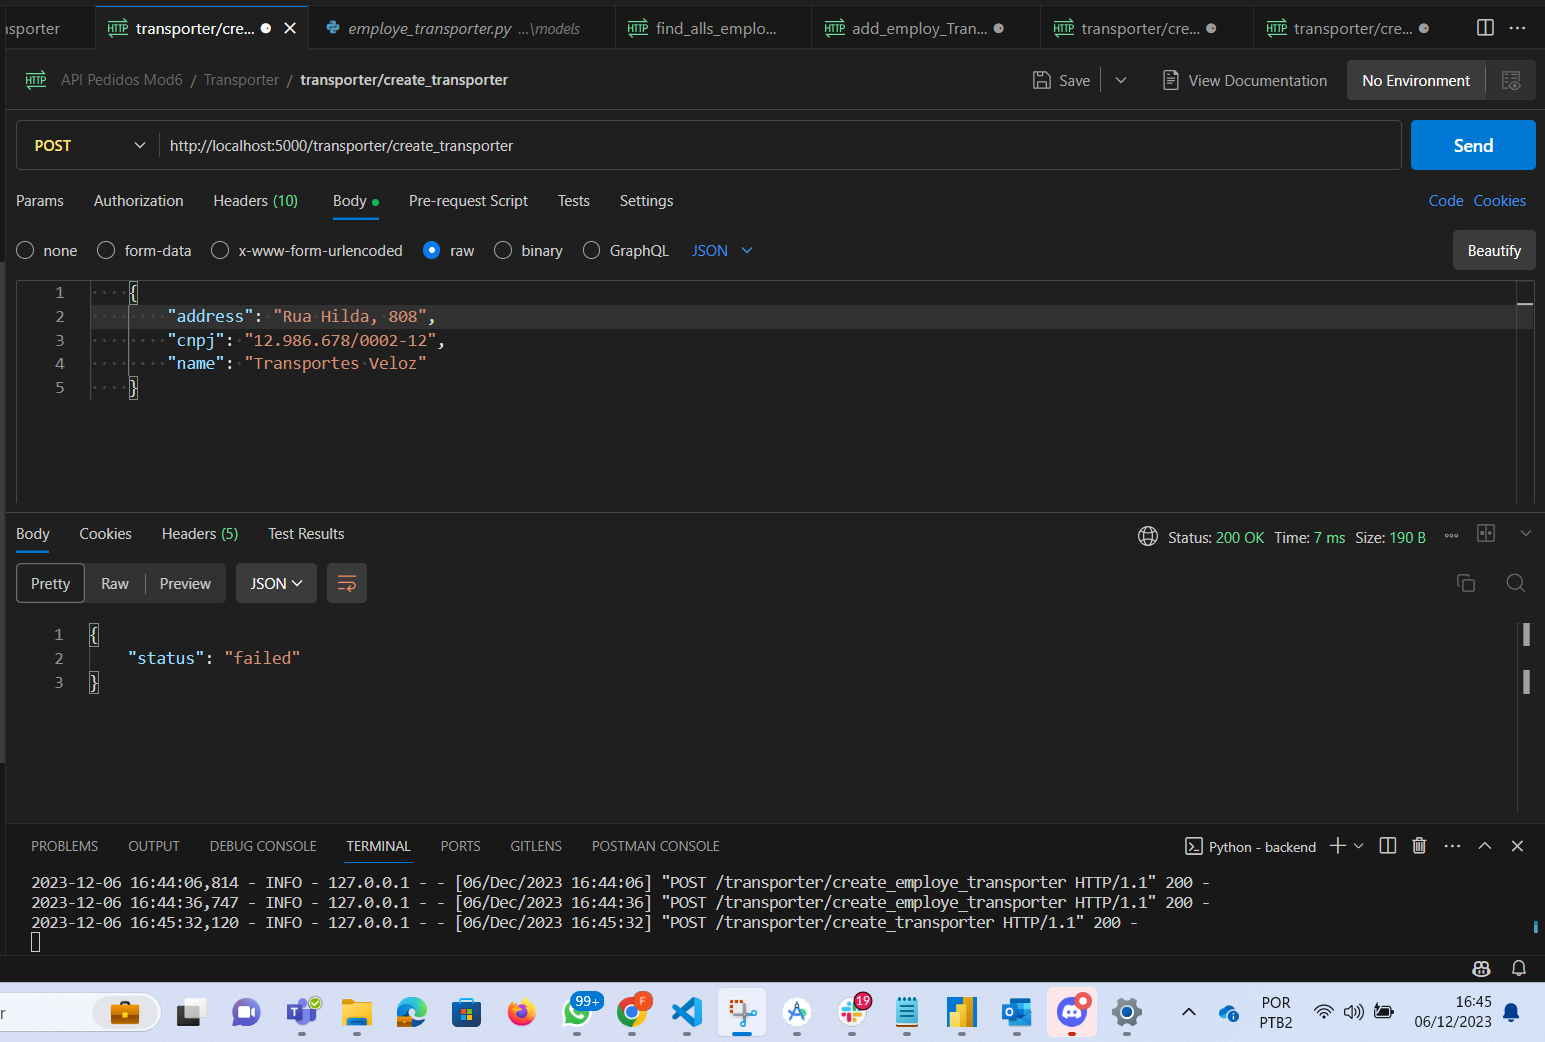 nsporter
transporter/cre...
employe_transporter.py ...\models
find_alls_emplo...
add_employ_Tran...
transporter/cre...
transporter/cre...
API Pedidos Mod6 / Transporter / transporter/create_transporter
Save
View Documentation
No Environment
POST
http://localhost:5000/transporter/create_transporter
Send
Params Authorization Headers (10) Body Pre-request Script Tests Settings
Code Cookies
none form-data x-www-form-urlencoded raw binary GraphQL JSON
Beautify
1 {
2 "address": "Rua Hilda, 808",
3 "cnpj": "12.986.678/0002-12",
4 "name": "Transportes Veloz"
5 }
Body Cookies Headers (5) Test Results
Status: 200 OK Time: 7 ms Size: 190 B
Pretty Raw Preview JSON
1 {
2 "status": "failed"
3 }
PROBLEMS OUTPUT DEBUG CONSOLE TERMINAL PORTS GITLENS POSTMAN CONSOLE
Python - backend
2023-12-06 16:44:06,814 - INFO - 127.0.0.1 - - [06/Dec/2023 16:44:06] "POST /transporter/create_employe_transporter HTTP/1.1" 200 -
2023-12-06 16:44:36,747 - INFO - 127.0.0.1 - - [06/Dec/2023 16:44:36] "POST /transporter/create_employe_transporter HTTP/1.1" 200 -
2023-12-06 16:45:32,120 - INFO - 127.0.0.1 - - [06/Dec/2023 16:45:32] "POST /transporter/create_transporter HTTP/1.1" 200 -
r
99+
F
19
POR
PTB2
16:45
06/12/2023